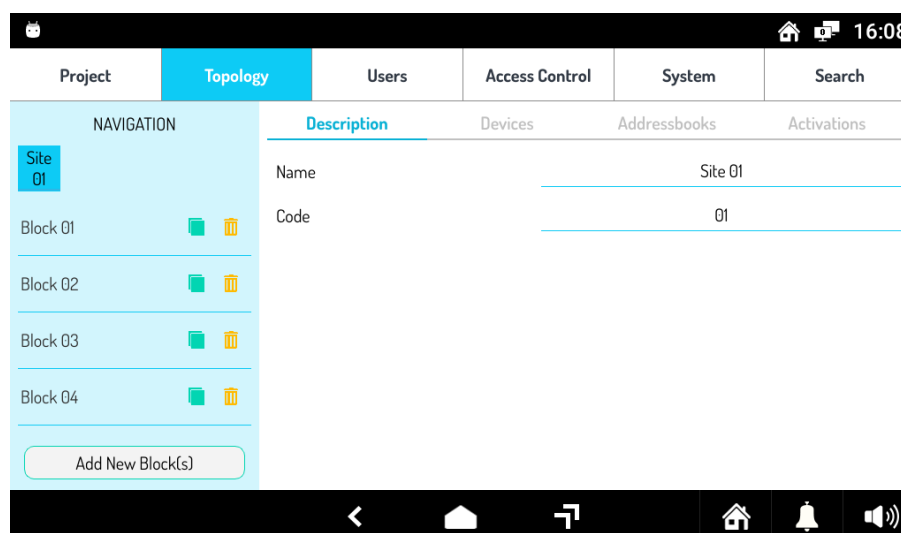 16:08
Project Topology Users Access Control System Search
NAVIGATION
Description Devices Addressbooks Activations
Site
01
Name Site 01
Code 01
Block 01
Block 02
Block 03
Block 04
Add New Block(s)